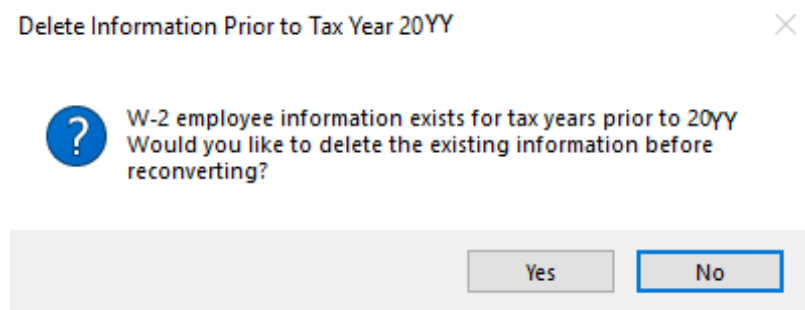 Delete Information Prior to Tax Year 20YY
W-2 employee information exists for tax years prior to 20YY
Would you like to delete the existing information before
reconverting?
Yes
No